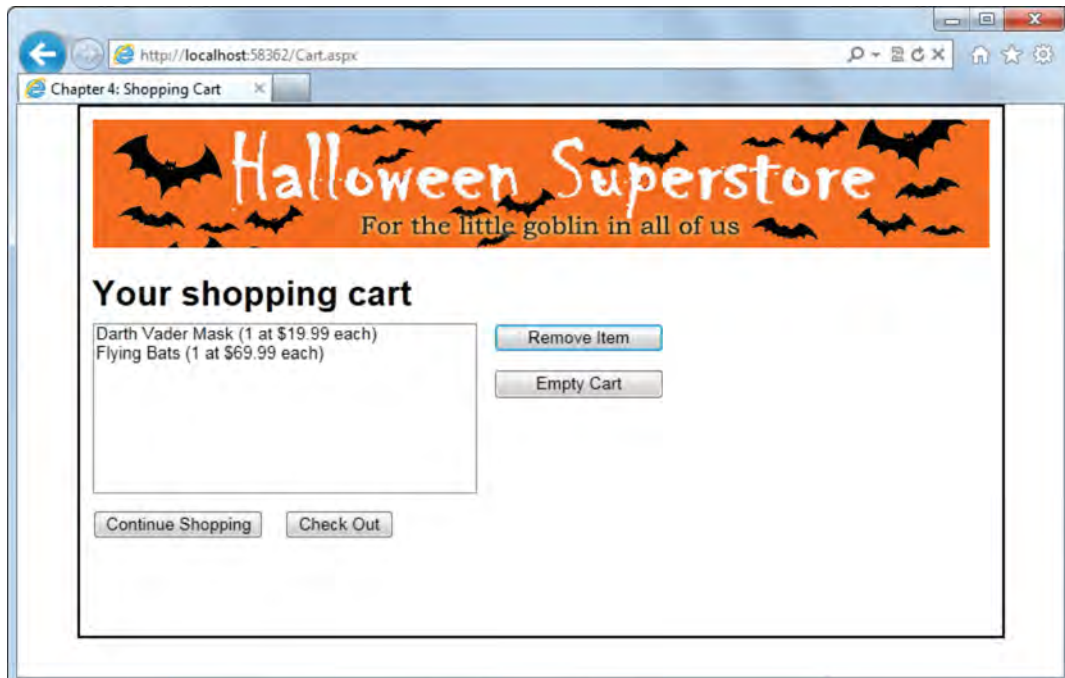 http://localhost:58362/Cart.aspx
Chapter 4: Shopping Cart
Halloween Superstore
For the little goblin in all of us
Your shopping cart
Darth Vader Mask (1 at $19.99 each)
Flying Bats (1 at $69.99 each)
Remove Item
Empty Cart
Continue Shopping
Check Out